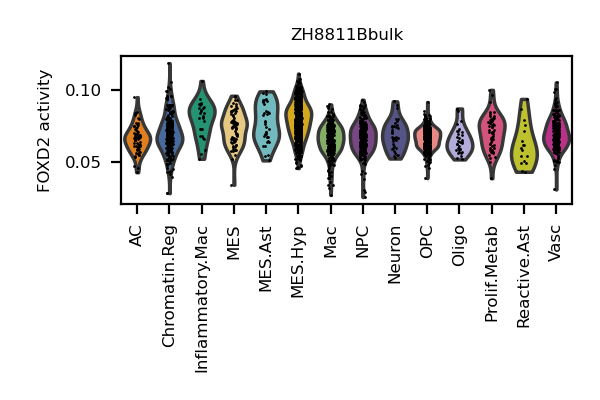 ZH8811Bbulk
FOXD2 activity
0.10
0.05
AC
Chromatin.Reg
Inflammatory.Mac
MES
MES.Ast
MES.Hyp
Mac
NPC
Neuron
OPC
Oligo
Prolif.Metab
Reactive.Ast
Vasc